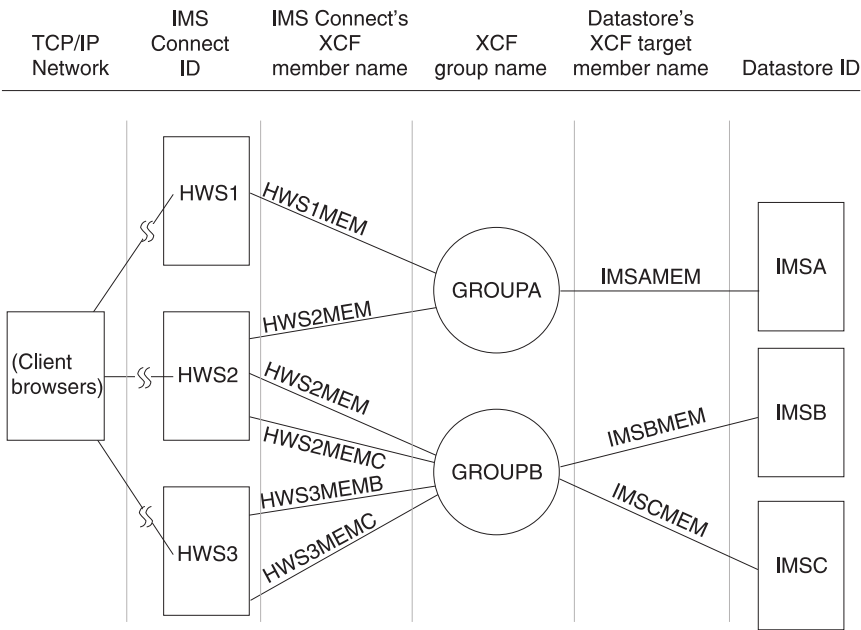 TCP/IP
Network
IMS
Connect
ID
IMS Connect's
XCF
member name
XCF
group name
Datastore's
XCF target
member name
Datastore ID
(Client
browsers)
HWS1
HWS2
HWS3
HWS1MEM
HWS2MEM
HWS2MEM
HWS2MEMC
HWS3MEMB
HWS3MEMC
GROUPA
GROUPB
IMSAMEM
IMSBMEM
IMSCMEM
IMSA
IMSB
IMSC